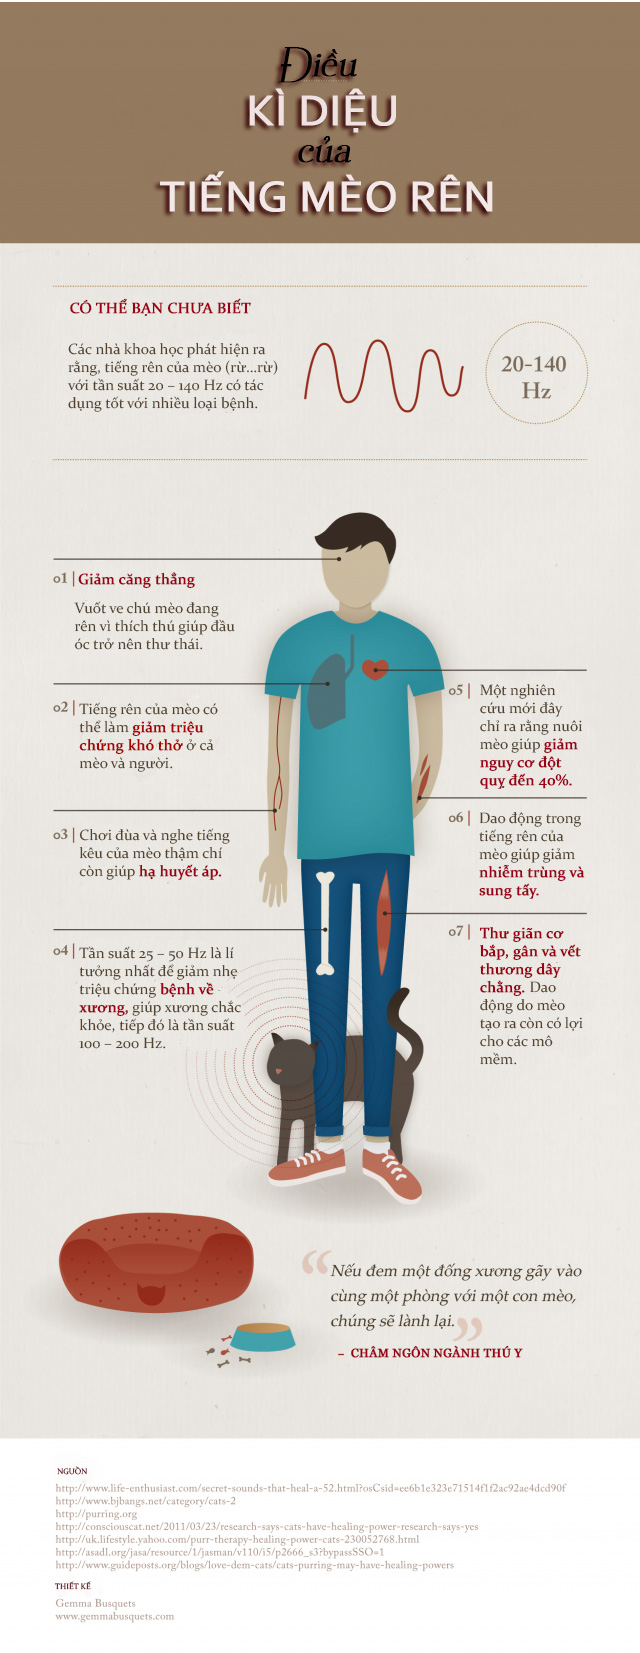 Điều
KÌ DIỆU
của
TIẾNG MÈO RÊN
CÓ THỂ BẠN CHƯA BIẾT
Các nhà khoa học phát hiện ra
rằng, tiếng rên của mèo (rừ...rừ)
với tần suất 20 – 140 Hz có tác
dụng tốt với nhiều loại bệnh.
20-140
Hz
01 | Giảm căng thẳng
Vuốt ve chú mèo đang
rên vì thích thú giúp đầu
óc trở nên thư thái.
02 | Tiếng rên của mèo có
thể làm giảm triệu
chứng khó thở ở cả
mèo và người.
03 | Chơi đùa và nghe tiếng
kêu của mèo thậm chí
còn giúp hạ huyết áp.
04 | Tần suất 25 – 50 Hz là lí
tưởng nhất để giảm nhẹ
triệu chứng bệnh về
xương, giúp xương chắc
khỏe, tiếp đó là tần suất
100 – 200 Hz.
05 | Một nghiên
cứu mới đây
chỉ ra rằng nuôi
mèo giúp giảm
nguy cơ đột
quỵ đến 40%.
06 | Dao động trong
tiếng rên của
mèo giúp giảm
nhiễm trùng và
sung tấy.
07 | Thư giãn cơ
bắp, gân và vết
thương dây
chằng. Dao
động do mèo
tạo ra còn có lợi
cho các mô
mềm.
“Nếu đem một đống xương gãy vào
cùng một phòng với một con mèo,
chúng sẽ lành lại.”
– CHÂM NGÔN NGÀNH THÚ Y
NGUỒN
http://www.life-enthusiast.com/secret-sounds-that-heal-a-52.html?osCsid=ee6b1e323e71514f1f2ac92ae4dcd90f
http://www.bjbangs.net/category/cats-2
http://purring.org
http://consciouscat.net/2011/03/23/research-says-cats-have-healing-power-research-says-yes
http://uk.lifestyle.yahoo.com/purr-therapy-healing-power-cats-230052768.html
http://asadl.org/jasa/resource/1/jasman/v110/i5/p2666_s3?bypassSSO=1
http://www.guideposts.org/blogs/love-dem-cats/cats-purring-may-have-healing-powers
THIẾT KẾ
Gemma Busquets
www.gemmabusquets.com